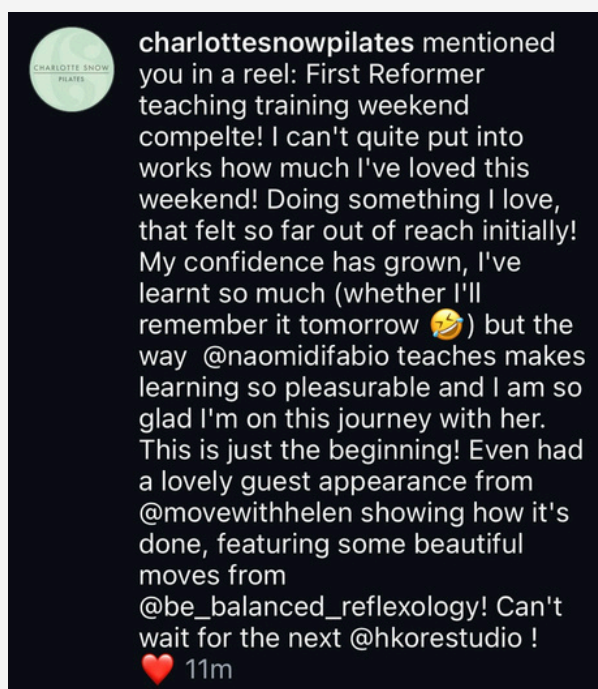 CHARLOTTE SNOW
PILATES
charlottesnowpilates mentioned
you in a reel: First Reformer
teaching training weekend
compelte! I can't quite put into
works how much I've loved this
weekend! Doing something I love,
that felt so far out of reach initially!
My confidence has grown, I've
learnt so much (whether I'll
remember it tomorrow 🤣) but the
way  @naomidifabio teaches makes
learning so pleasurable and I am so
glad I'm on this journey with her.
This is just the beginning! Even had
a lovely guest appearance from
@movewithhelen showing how it's
done, featuring some beautiful
moves from
@be_balanced_reflexology! Can't
wait for the next @hkorestudio !
❤️ 11m